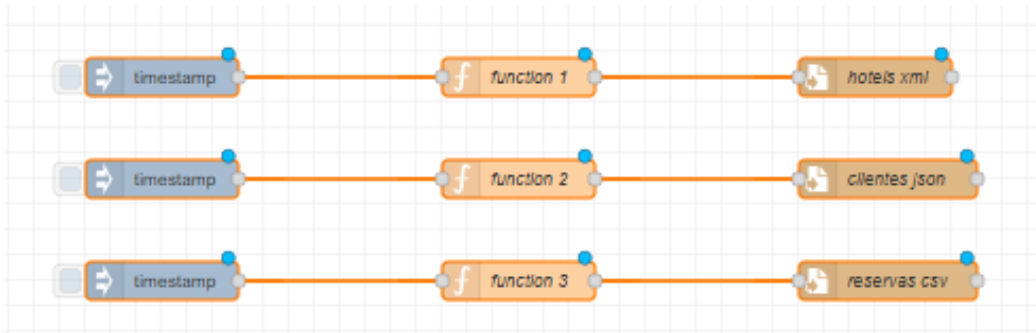 timestamp function 1 hotels xml
timestamp function 2 clientes json
timestamp function 3 reservas csv